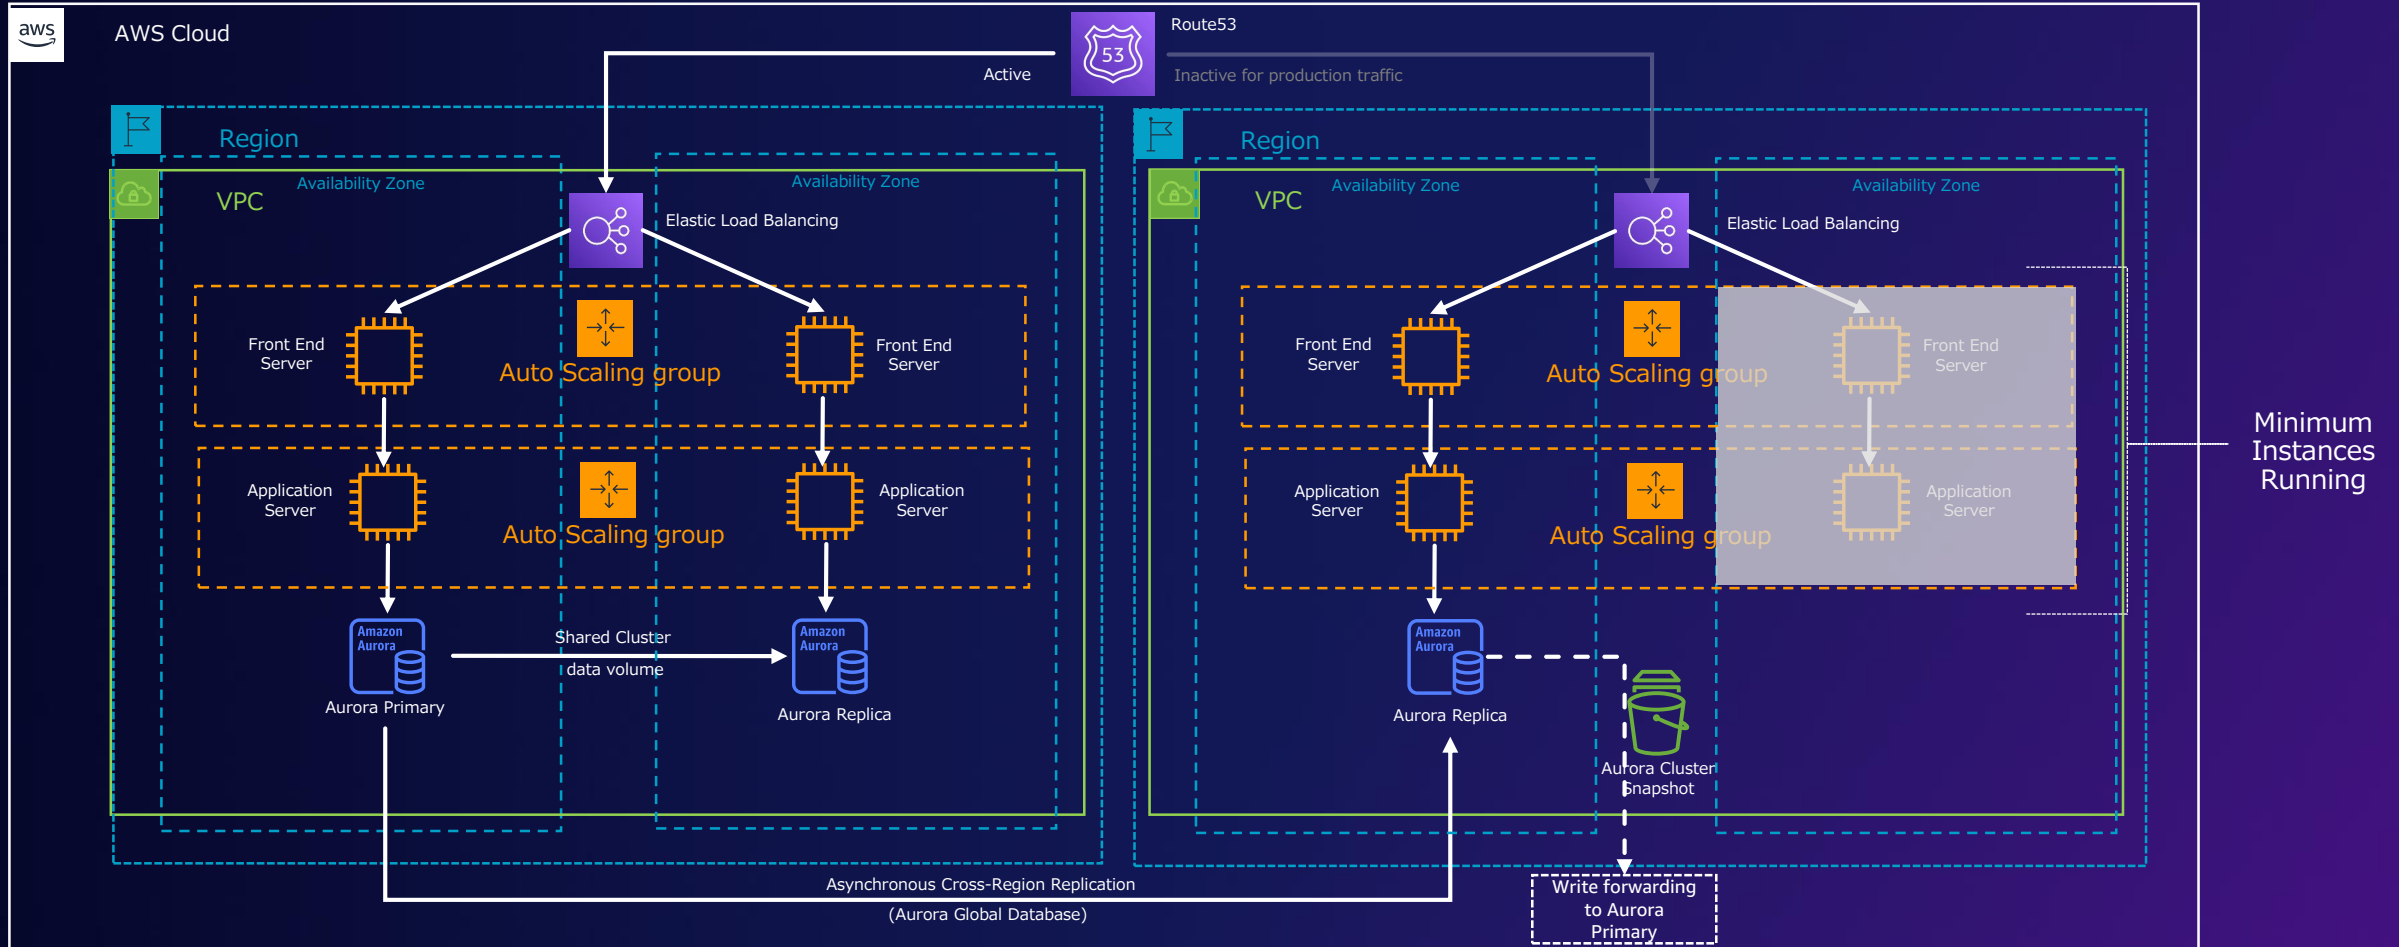 aws
AWS Cloud
53
Route53
Active
Inactive for production traffic
Region
VPC
Availability Zone
Availability Zone
Elastic Load Balancing
Front End
Server
Auto Scaling group
Front End
Server
Application
Server
Auto Scaling group
Application
Server
Amazon
Aurora
Aurora Primary
Shared Cluster
data volume
Amazon
Aurora
Aurora Replica
Region
VPC
Availability Zone
Availability Zone
Elastic Load Balancing
Front End
Server
Auto Scaling group
Front End
Server
Application
Server
Auto Scaling group
Application
Server
Amazon
Aurora
Aurora Replica
Aurora Cluster
Snapshot
Minimum
Instances
Running
Asynchronous Cross-Region Replication
(Aurora Global Database)
Write forwarding
to Aurora
Primary